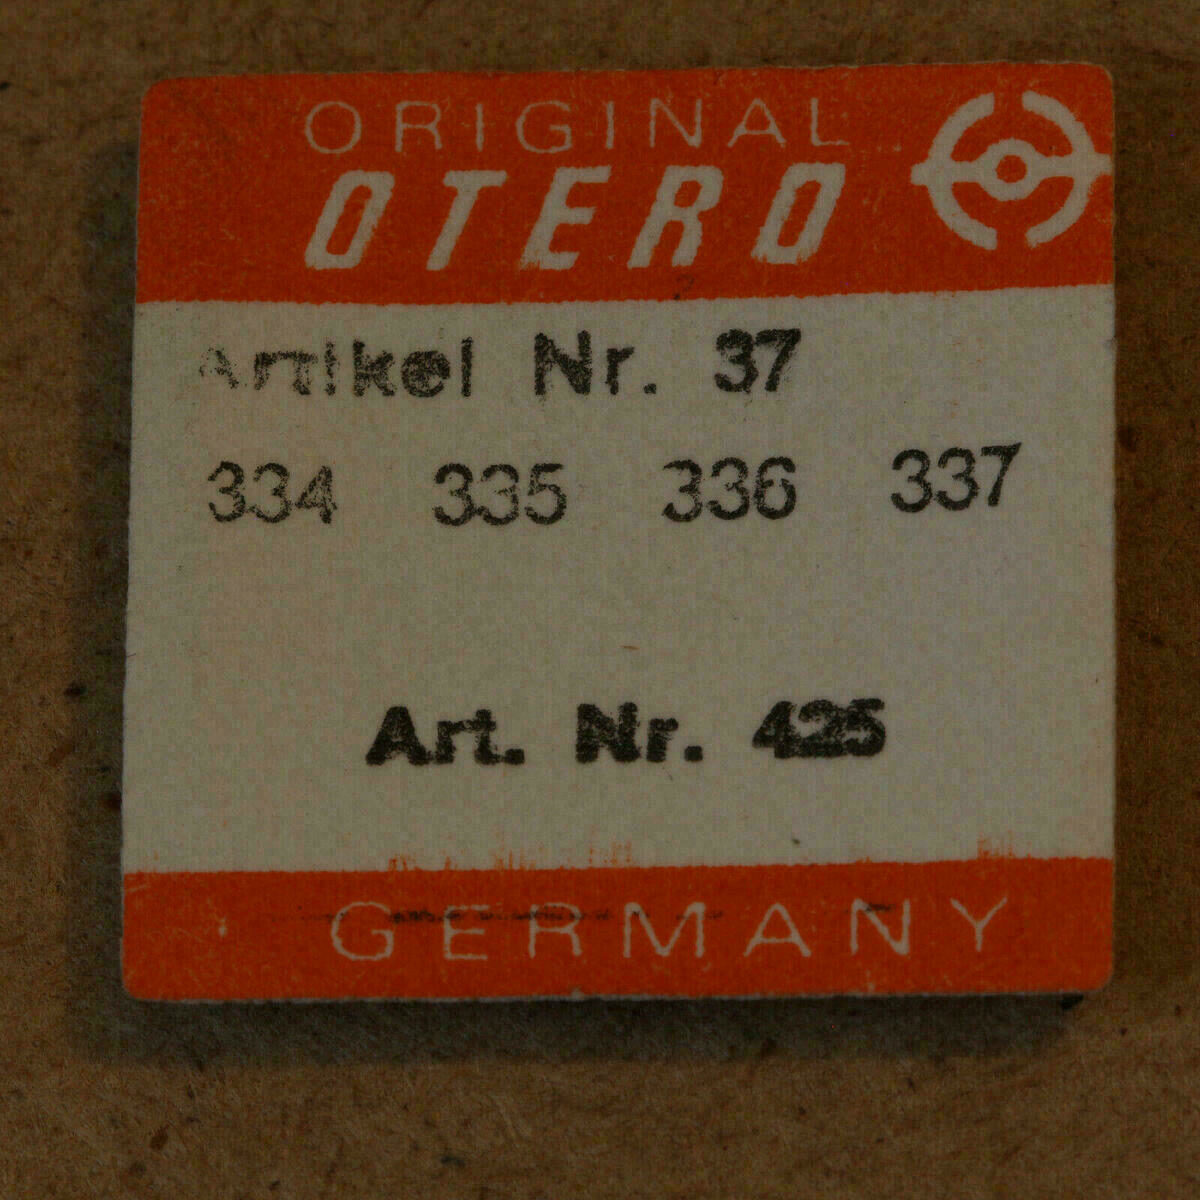 ORIGINAL
OTERO
Artikel Nr. 37
334 335 336 337
Art. Nr. 425
GERMANY